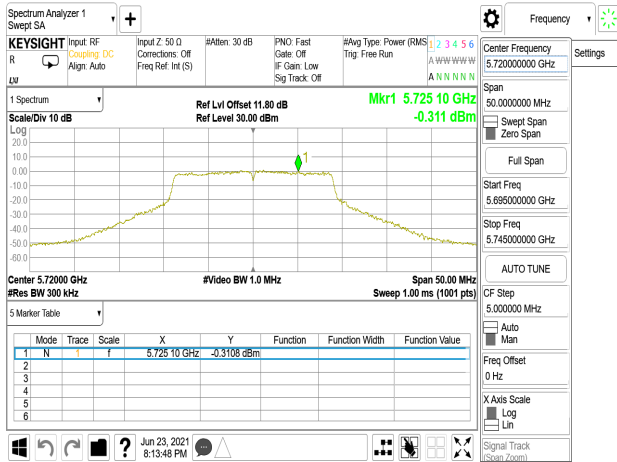 Spectrum Analyzer 1
Swept SA
Frequency
KEYSIGHT
R
Input: RF
Coupling: DC
Align: Auto
Input Z: 50 Ω
Corrections: Off
Freq Ref: Int (S)
#Atten: 30 dB
PNO: Fast
Gate: Off
IF Gain: Low
Sig Track: Off
#Avg Type: Power (RMS)
Trig: Free Run
1 2 3 4 5 6
A W W W W W
A N N N N N
1 Spectrum
Scale/Div 10 dB
Log
Ref Lvl Offset 11.80 dB
Ref Level 30.00 dBm
Mkr1 5.725 10 GHz
-0.311 dBm
1
20.0
10.0
0.00
-10.0
-20.0
-30.0
-40.0
-50.0
-60.0
Center 5.72000 GHz
#Res BW 300 kHz
#Video BW 1.0 MHz
Span 50.00 MHz
Sweep 1.00 ms (1001 pts)
5 Marker Table
Mode Trace Scale X Y Function Function Width Function Value
1 N 1 f 5.725 10 GHz -0.3108 dBm
2
3
4
5
6
Jun 23, 2021
8:13:48 PM
?
Center Frequency
5.720000000 GHz
Settings
Span
50.0000000 MHz
Swept Span
Zero Span
Full Span
Start Freq
5.695000000 GHz
Stop Freq
5.745000000 GHz
AUTO TUNE
CF Step
5.000000 MHz
Auto
Man
Freq Offset
0 Hz
X Axis Scale
Log
Lin
Signal Track
(Span Zoom)